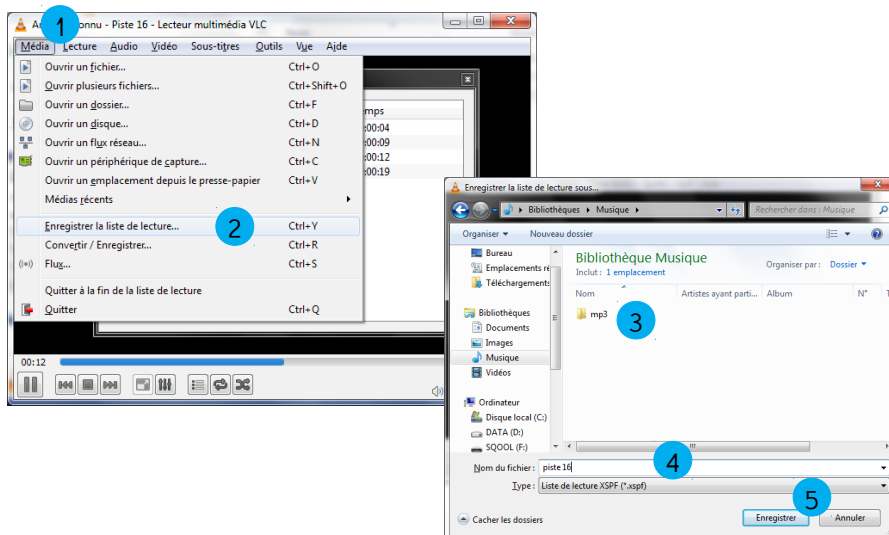 1
connu - Piste 16 - Lecteur multimédia VLC
Média Lecture Audio Vidéo Sous-titres Outils Vue Aide
Ouvrir un fichier... Ctrl+O
Ouvrir plusieurs fichiers... Ctrl+Shift+O
Ouvrir un dossier... Ctrl+F
Ouvrir un disque... Ctrl+D
Ouvrir un flux réseau... Ctrl+N
Ouvrir un périphérique de capture... Ctrl+C
Ouvrir un emplacement depuis le presse-papier Ctrl+V
Médias récents
Enregistrer la liste de lecture... 2 Ctrl+Y
Convertir / Enregistrer... Ctrl+R
Flux... Ctrl+S
Quitter à la fin de la liste de lecture
Quitter Ctrl+Q
:00:04
:00:09
:00:12
:00:19
00:12
Enregistrer la liste de lecture sous...
Bibliothèques Musique
Rechercher dans : Musique
Organiser Nouveau dossier
Bureau
Emplacements ré
Téléchargements
Bibliothèques
Documents
Images
Musique
Vidéos
Ordinateur
Disque local (C:)
DATA (D:)
SQOOL (F:)
Bibliothèque Musique
Inclut : 1 emplacement
Organiser par : Dossier
Nom Artistes ayant parti... Album N° T
mp3 3
4
Nom du fichier : piste 16
Type : Liste de lecture XSPF (*.xspf)
5
Cacher les dossiers Enregistrer Annuler